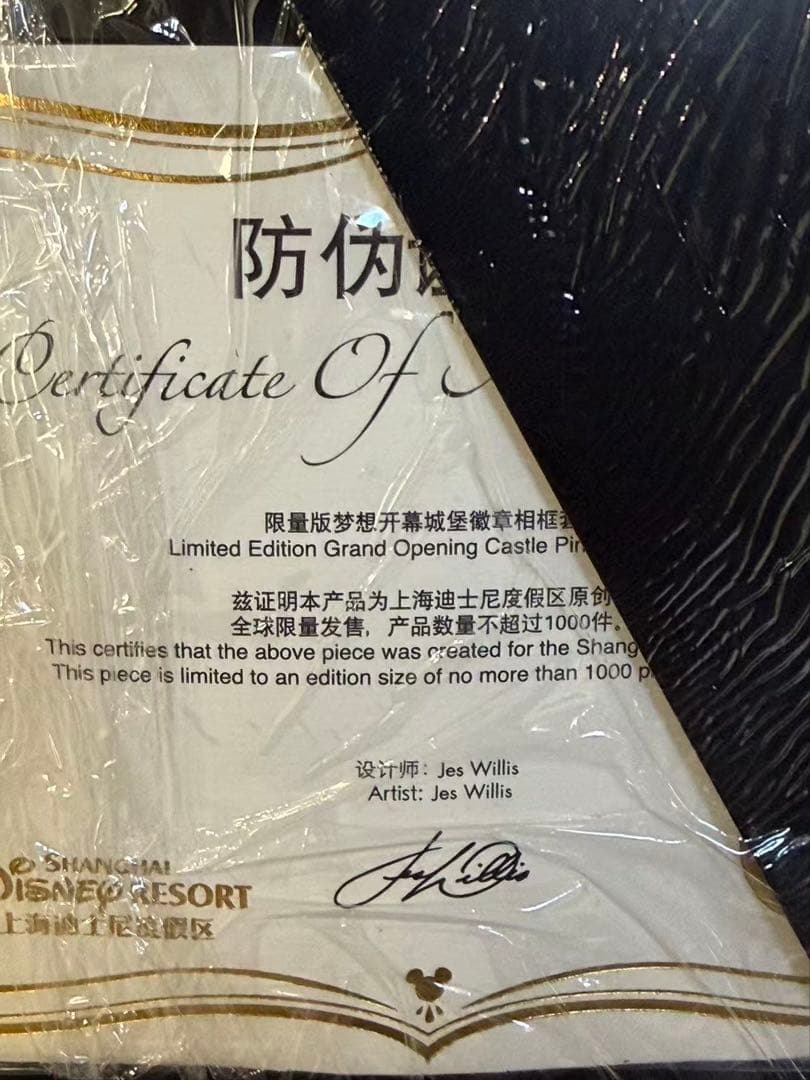 防伪
Certificate Of
限量版梦想开幕城堡徽章相框
Limited Edition Grand Opening Castle Pin
兹证明本产品为上海迪士尼度假区原创
全球限量发售，产品数量不超过1000件。
This certifies that the above piece was created for the Shang
This piece is limited to an edition size of no more than 1000 p
设计师：Jes Willis
Artist: Jes Willis
Jes Willis
SHANGHAI
DISNEY RESORT
上海迪士尼度假区